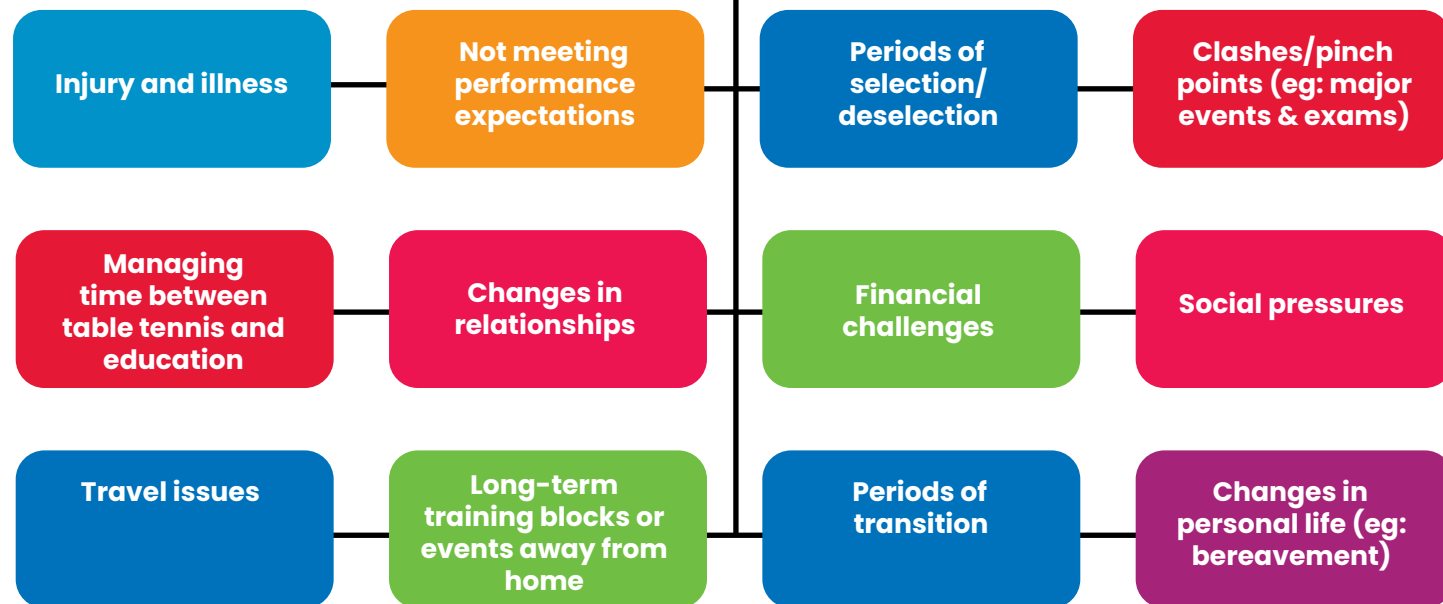 Injury and illness
Not meeting
performance
expectations
Periods of
selection/
deselection
Clashes/pinch
points (eg: major
events & exams)
Managing
time between
table tennis and
education
Changes in
relationships
Financial
challenges
Social pressures
Travel issues
Long-term
training blocks or
events away from
home
Periods of
transition
Changes in
personal life (eg:
bereavement)